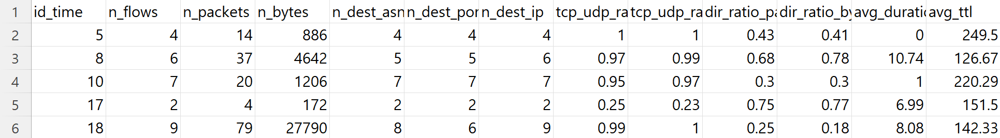 1 id_time n_flows n_packets n_bytes n_dest_asn n_dest_por n_dest_ip tcp_udp_ra tcp_udp_ra dir_ratio_pa dir_ratio_by avg_duratio avg_ttl
2 5 4 14 886 4 4 4 1 1 0.43 0.41 0 249.5
3 8 6 37 4642 5 5 6 0.97 0.99 0.68 0.78 10.74 126.67
4 10 7 20 1206 7 7 7 0.95 0.97 0.3 0.3 1 220.29
5 17 2 4 172 2 2 2 0.25 0.23 0.75 0.77 6.99 151.5
6 18 9 79 27790 8 6 9 0.99 1 0.25 0.18 8.08 142.33